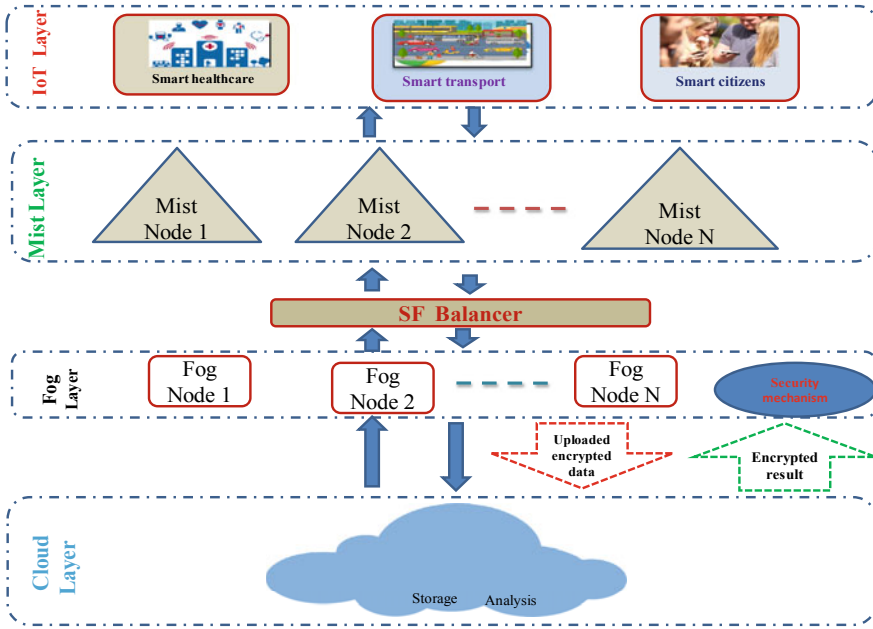 IoT Layer
Smart healthcare
Smart transport
Smart citizens
Mist Layer
Mist
Node 1
Mist
Node 2
Mist
Node N
SF Balancer
Fog
Layer
Fog
Node 1
Fog
Node 2
Fog
Node N
Security
mechanism
Uploaded
encrypted
data
Encrypted
result
Cloud
Layer
Storage
Analysis